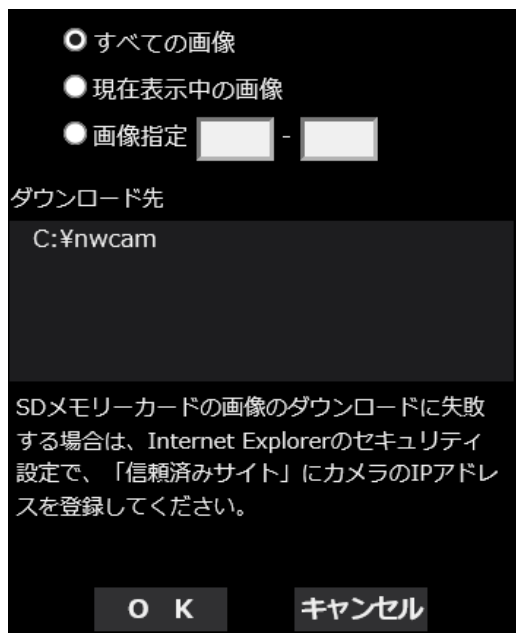 すべての画像
現在表示中の画像
画像指定 -
ダウンロード先
C:¥nwcam
SDメモリーカードの画像のダウンロードに失敗
する場合は、Internet Explorerのセキュリティ
設定で、「信頼済みサイト」にカメラのIPアドレ
スを登録してください。
O K キャンセル